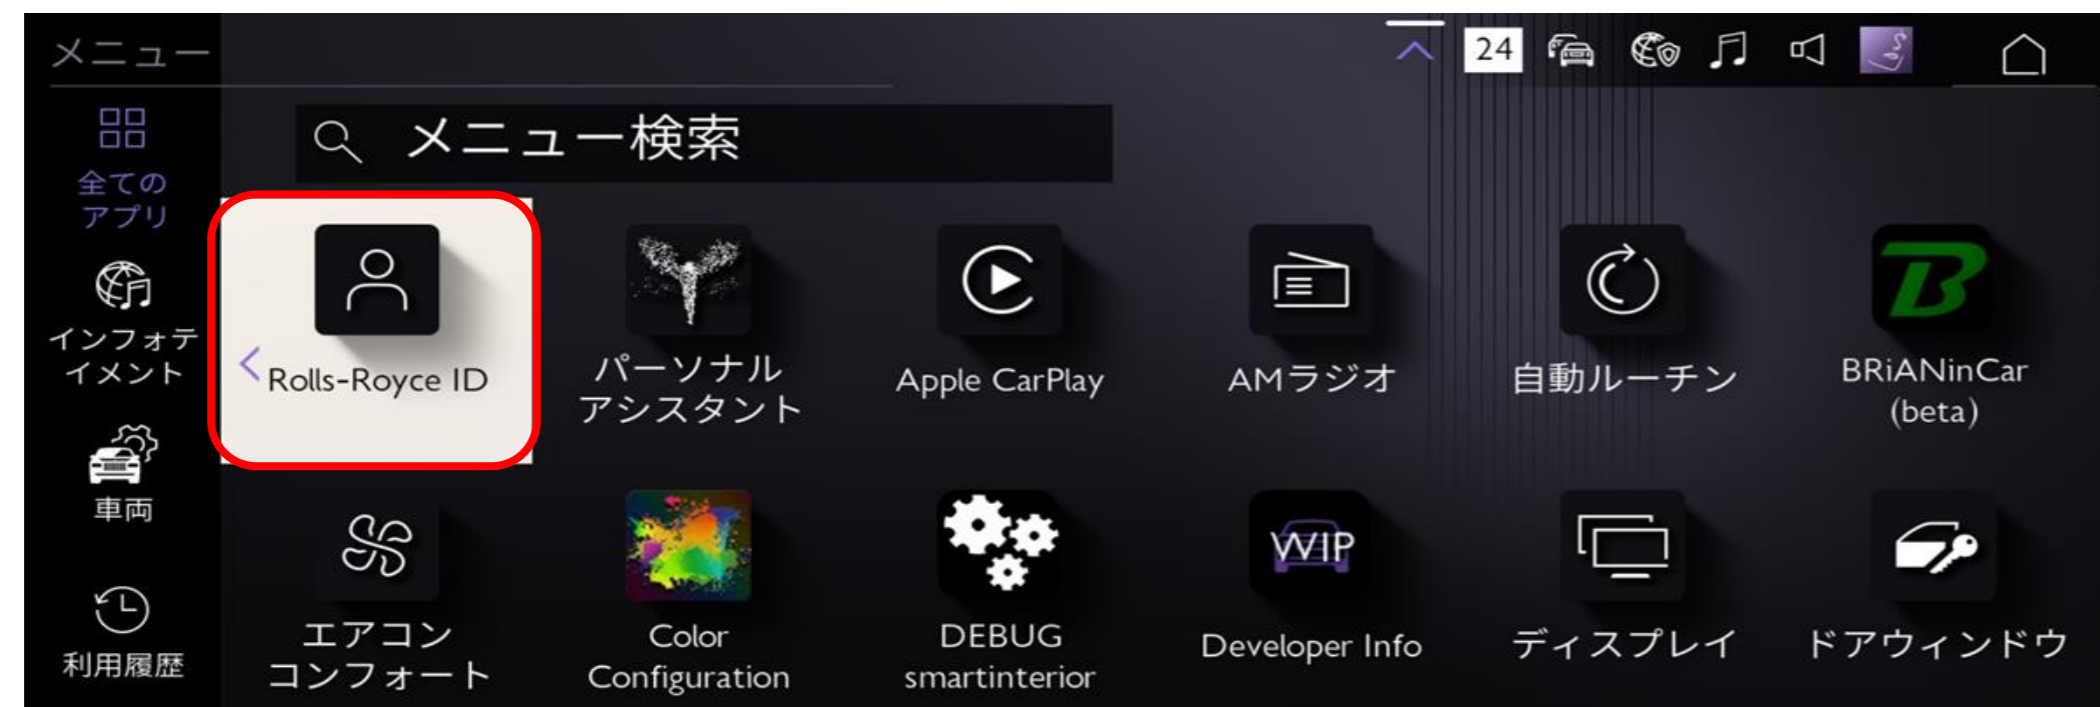 メニュー
24
全ての
アプリ
メニュー検索
インフォテ
イメント
車両
利用履歴
Rolls-Royce ID
パーソナル
アシスタント
Apple CarPlay
AMラジオ
自動ルーチン
B
BRiANinCar
(beta)
エアコン
コンフォート
Color
Configuration
DEBUG
smartinterior
WIP
Developer Info
ディスプレイ
ドアウィンドウ